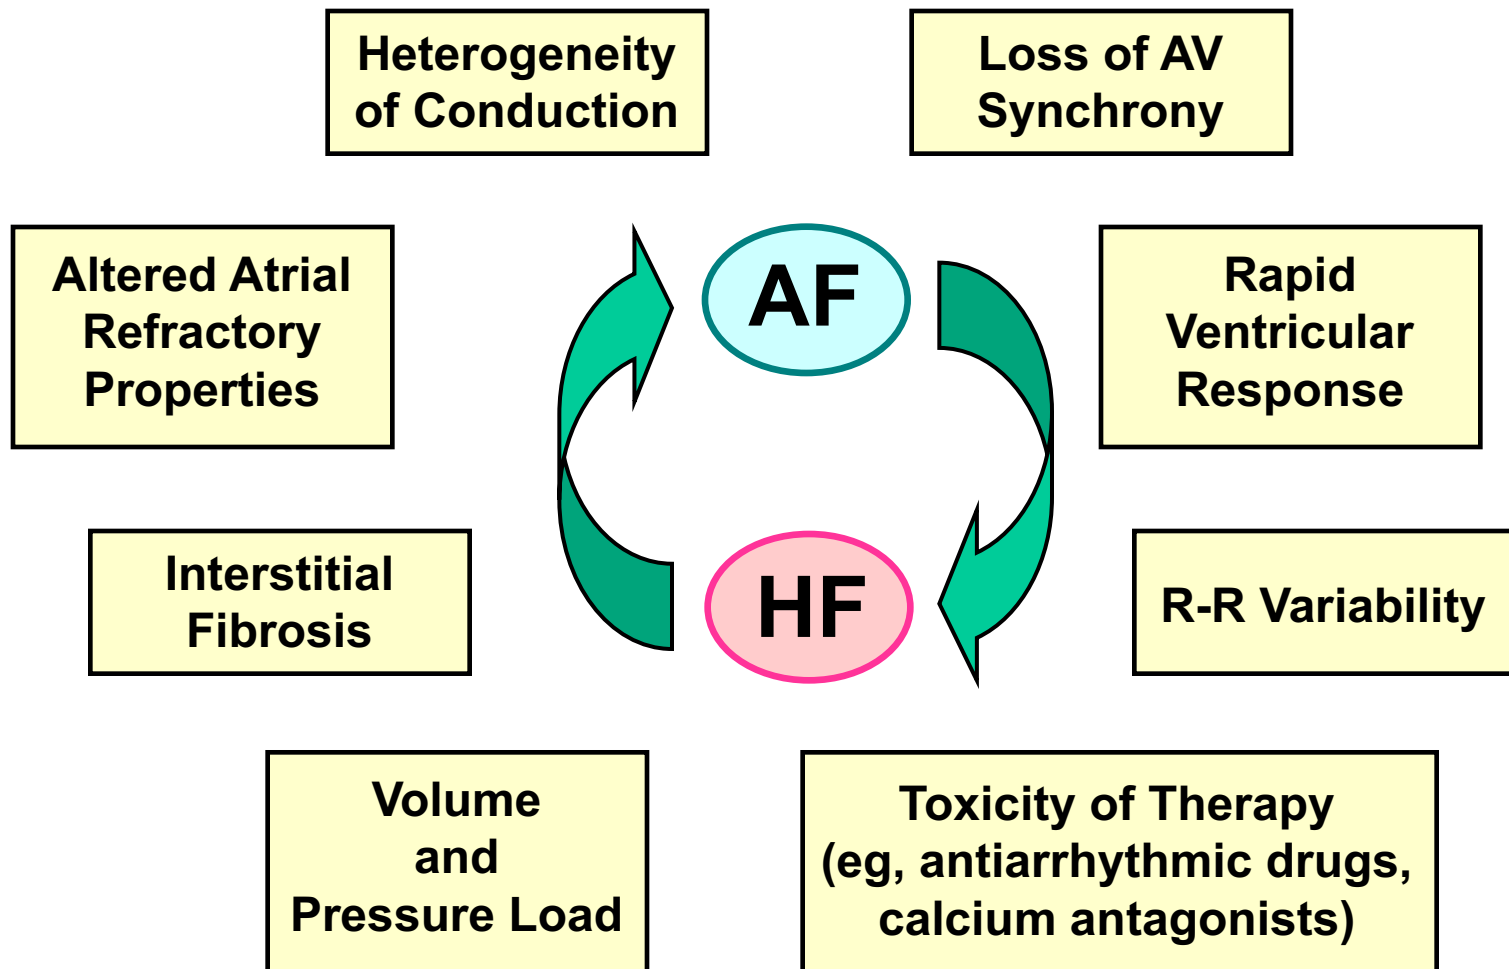 Heterogeneity
of Conduction
Loss of AV
Synchrony
Altered Atrial
Refractory
Properties
AF
Rapid
Ventricular
Response
Interstitial
Fibrosis
HF
R-R Variability
Volume
and
Pressure Load
Toxicity of Therapy
(eg, antiarrhythmic drugs,
calcium antagonists)